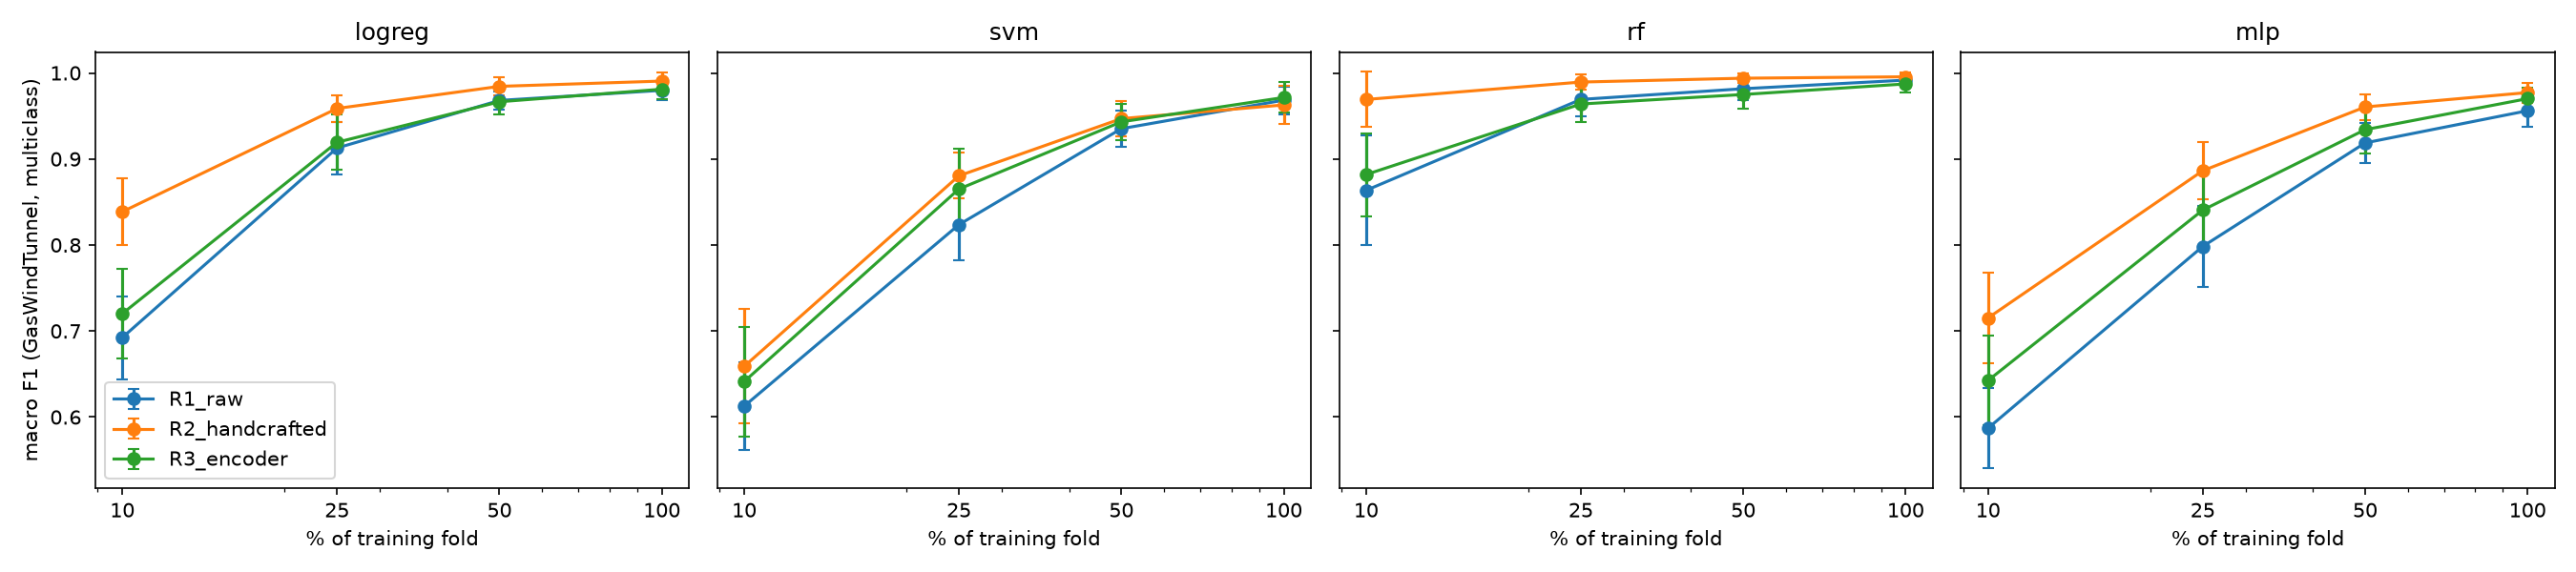 logreg
svm
rf
mlp
macro F1 (GasWindTunnel, multiclass)
1.0
0.9
0.8
0.7
0.6
R1_raw
R2_handcrafted
R3_encoder
10 25 50 100
10 25 50 100
10 25 50 100
10 25 50 100
% of training fold
% of training fold
% of training fold
% of training fold